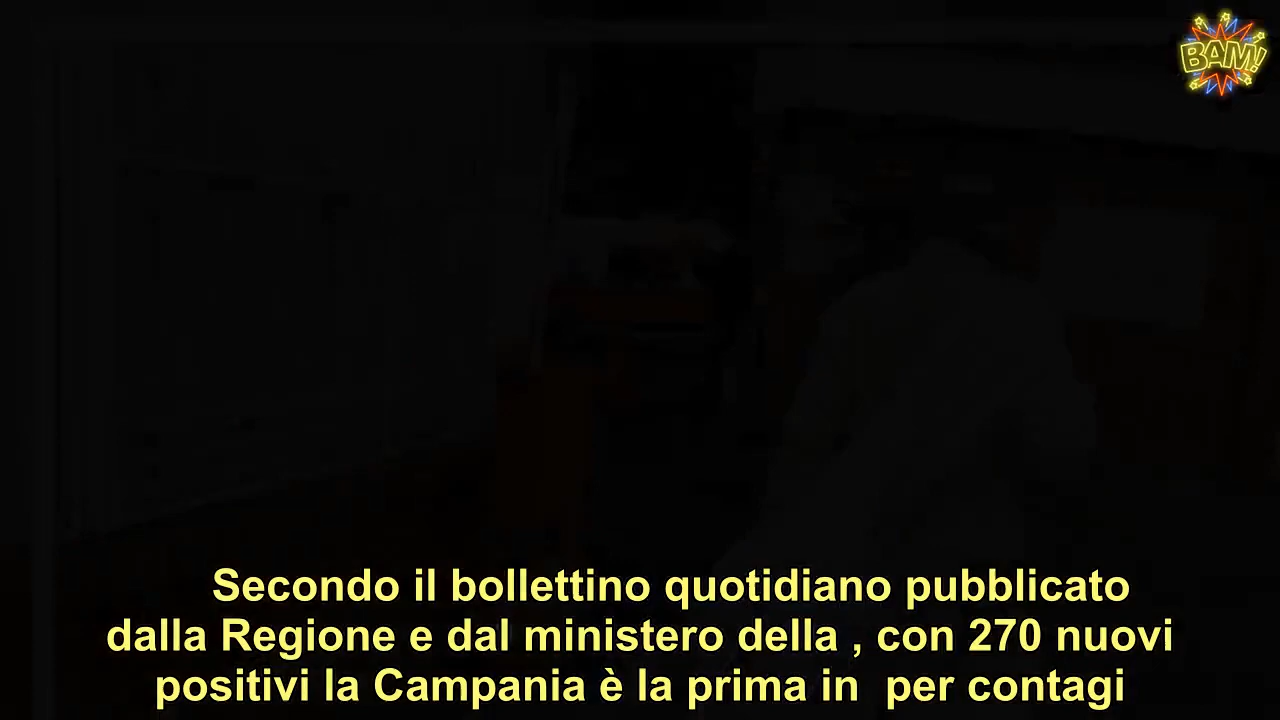 BAM!
Secondo il bollettino quotidiano pubblicato
dalla Regione e dal ministero della , con 270 nuovi
positivi la Campania è la prima in  per contagi